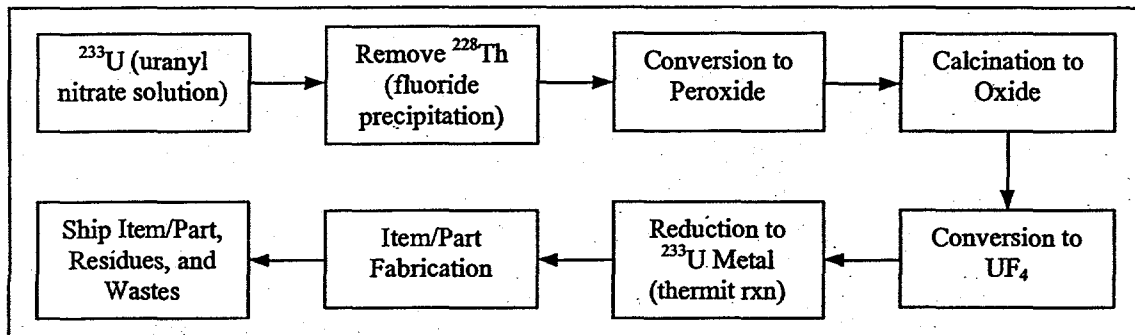 ²³³U (uranyl
nitrate solution)
Remove ²²⁸Th
(fluoride
precipitation)
Conversion to
Peroxide
Calcination to
Oxide
Conversion to
UF₄
Reduction to
²³³U Metal
(thermit rxn)
Item/Part
Fabrication
Ship Item/Part,
Residues, and
Wastes